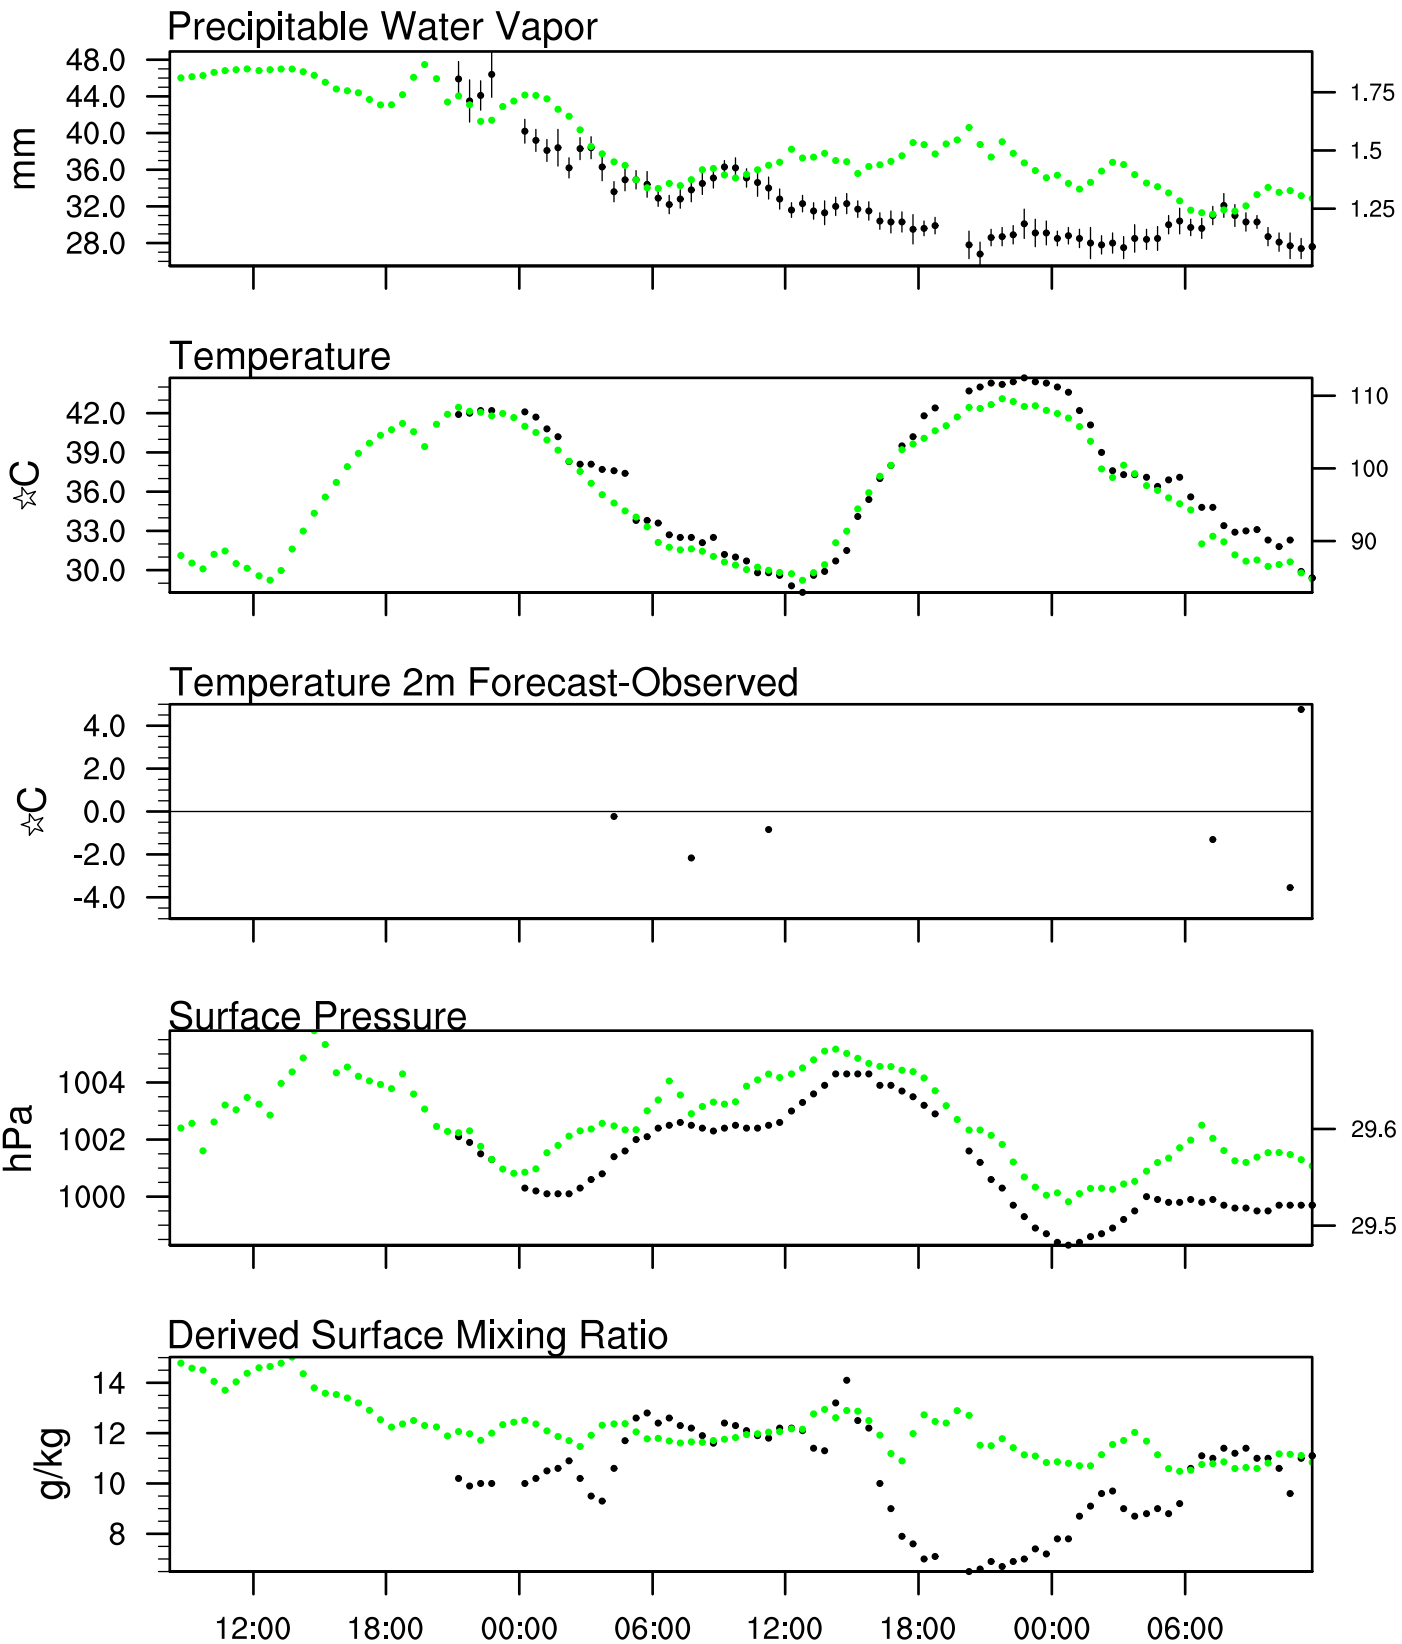 Precipitable Water Vapor
48.0
44.0
40.0
36.0
32.0
28.0
mm
1.75
1.5
1.25
Temperature
42.0
39.0
36.0
33.0
30.0
☆C
110
100
90
Temperature 2m Forecast-Observed
4.0
2.0
0.0
-2.0
-4.0
☆C
Surface Pressure
1004
1002
1000
hPa
29.6
29.5
Derived Surface Mixing Ratio
14
12
10
8
g/kg
12:00 18:00 00:00 06:00 12:00 18:00 00:00 06:00